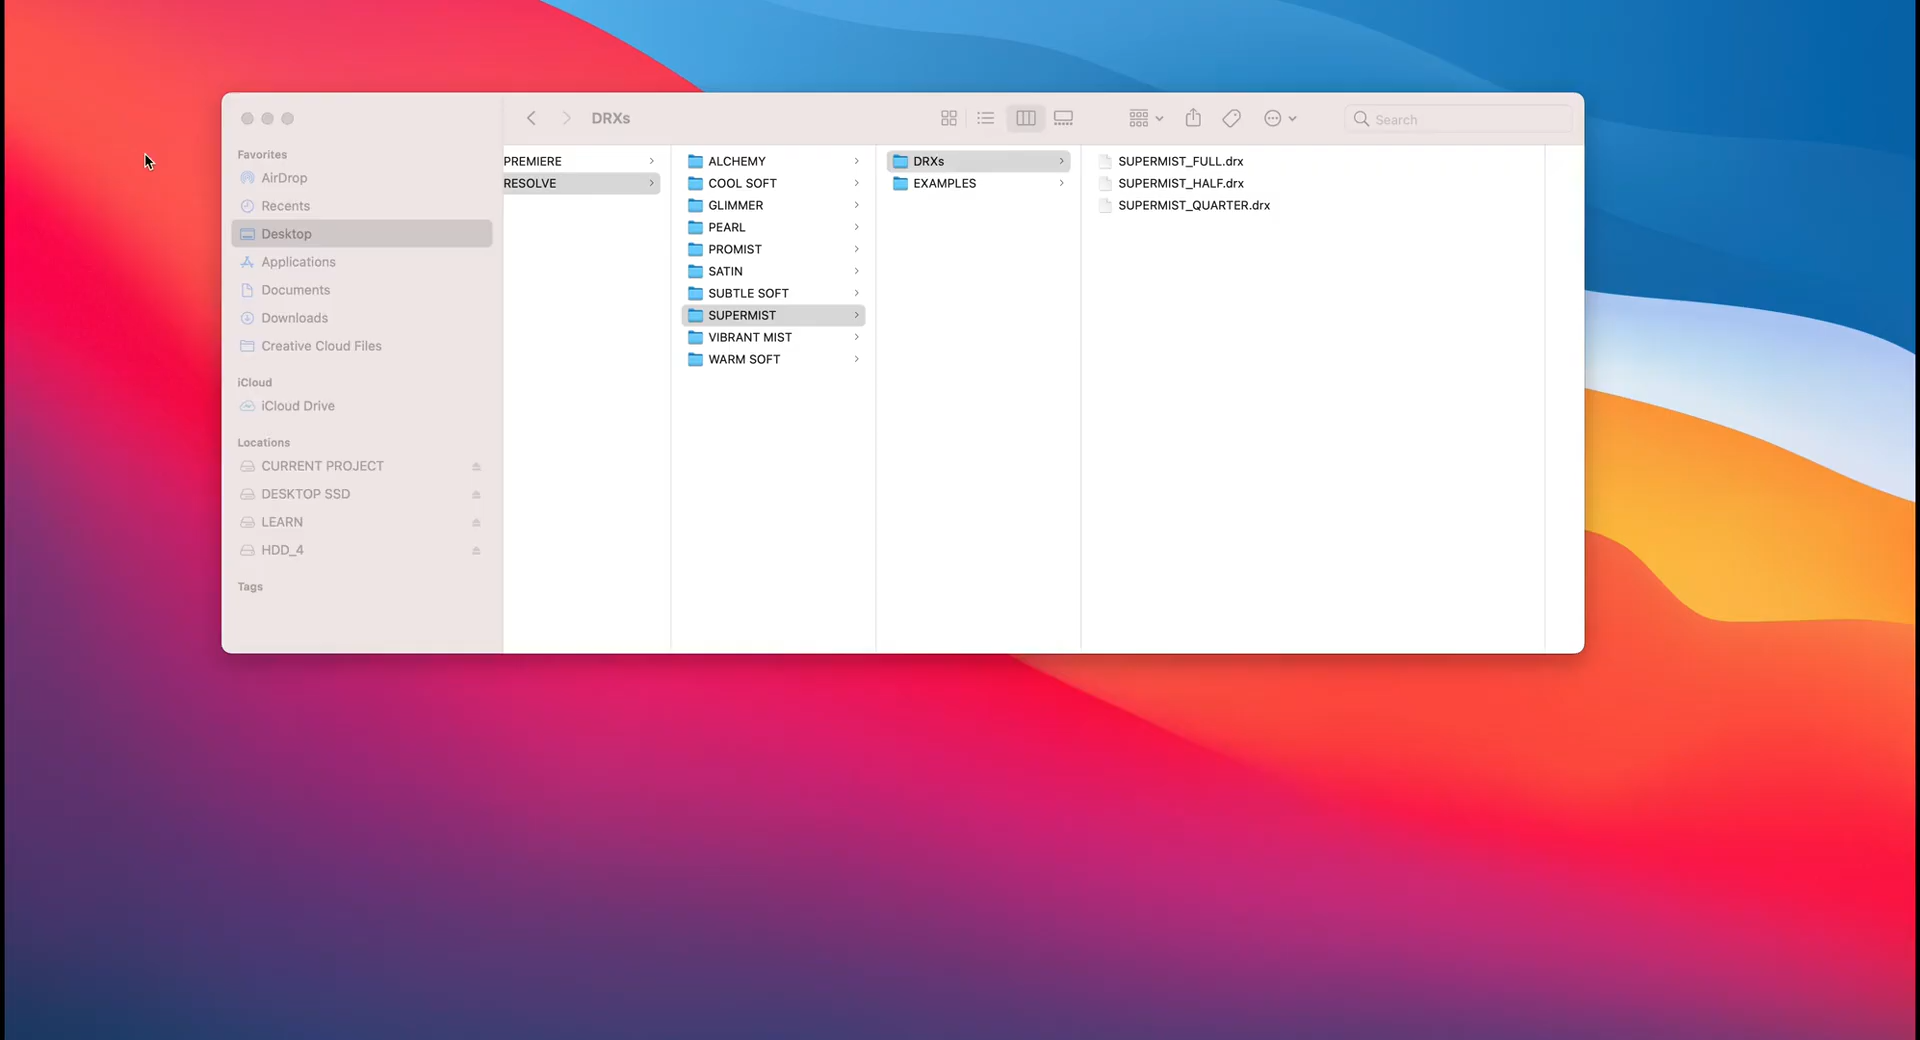 DRXs
Search
Favorites
AirDrop
Recents
Desktop
Applications
Documents
Downloads
Creative Cloud Files
iCloud
iCloud Drive
Locations
CURRENT PROJECT
DESKTOP SSD
LEARN
HDD_4
Tags
PREMIERE
RESOLVE
ALCHEMY
COOL SOFT
GLIMMER
PEARL
PROMIST
SATIN
SUBTLE SOFT
SUPERMIST
VIBRANT MIST
WARM SOFT
DRXs
EXAMPLES
SUPERMIST_FULL.drx
SUPERMIST_HALF.drx
SUPERMIST_QUARTER.drx